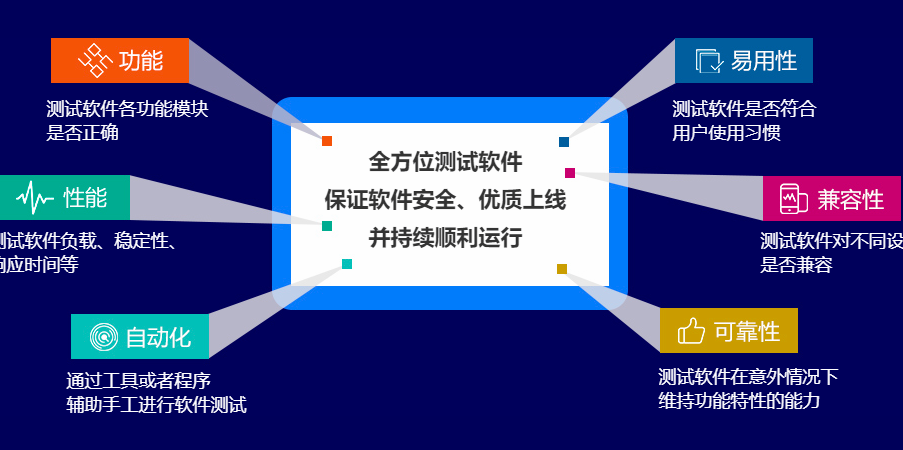 功能
测试软件各功能模块
是否正确
易用性
测试软件是否符合
用户使用习惯
全方位测试软件
保证软件安全、优质上线
并持续顺利运行
性能
试软件负载、稳定性、
应时间等
兼容性
测试软件对不同设
是否兼容
自动化
通过工具或者程序
辅助手工进行软件测试
可靠性
测试软件在意外情况下
维持功能特性的能力